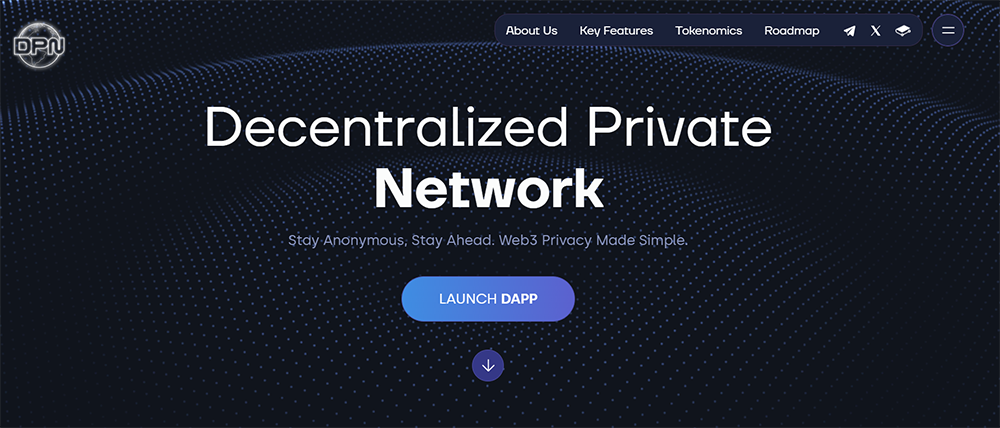 DPN
About Us Key Features Tokenomics Roadmap
Decentralized Private
Network
Stay Anonymous, Stay Ahead. Web3 Privacy Made Simple.
LAUNCH DAPP